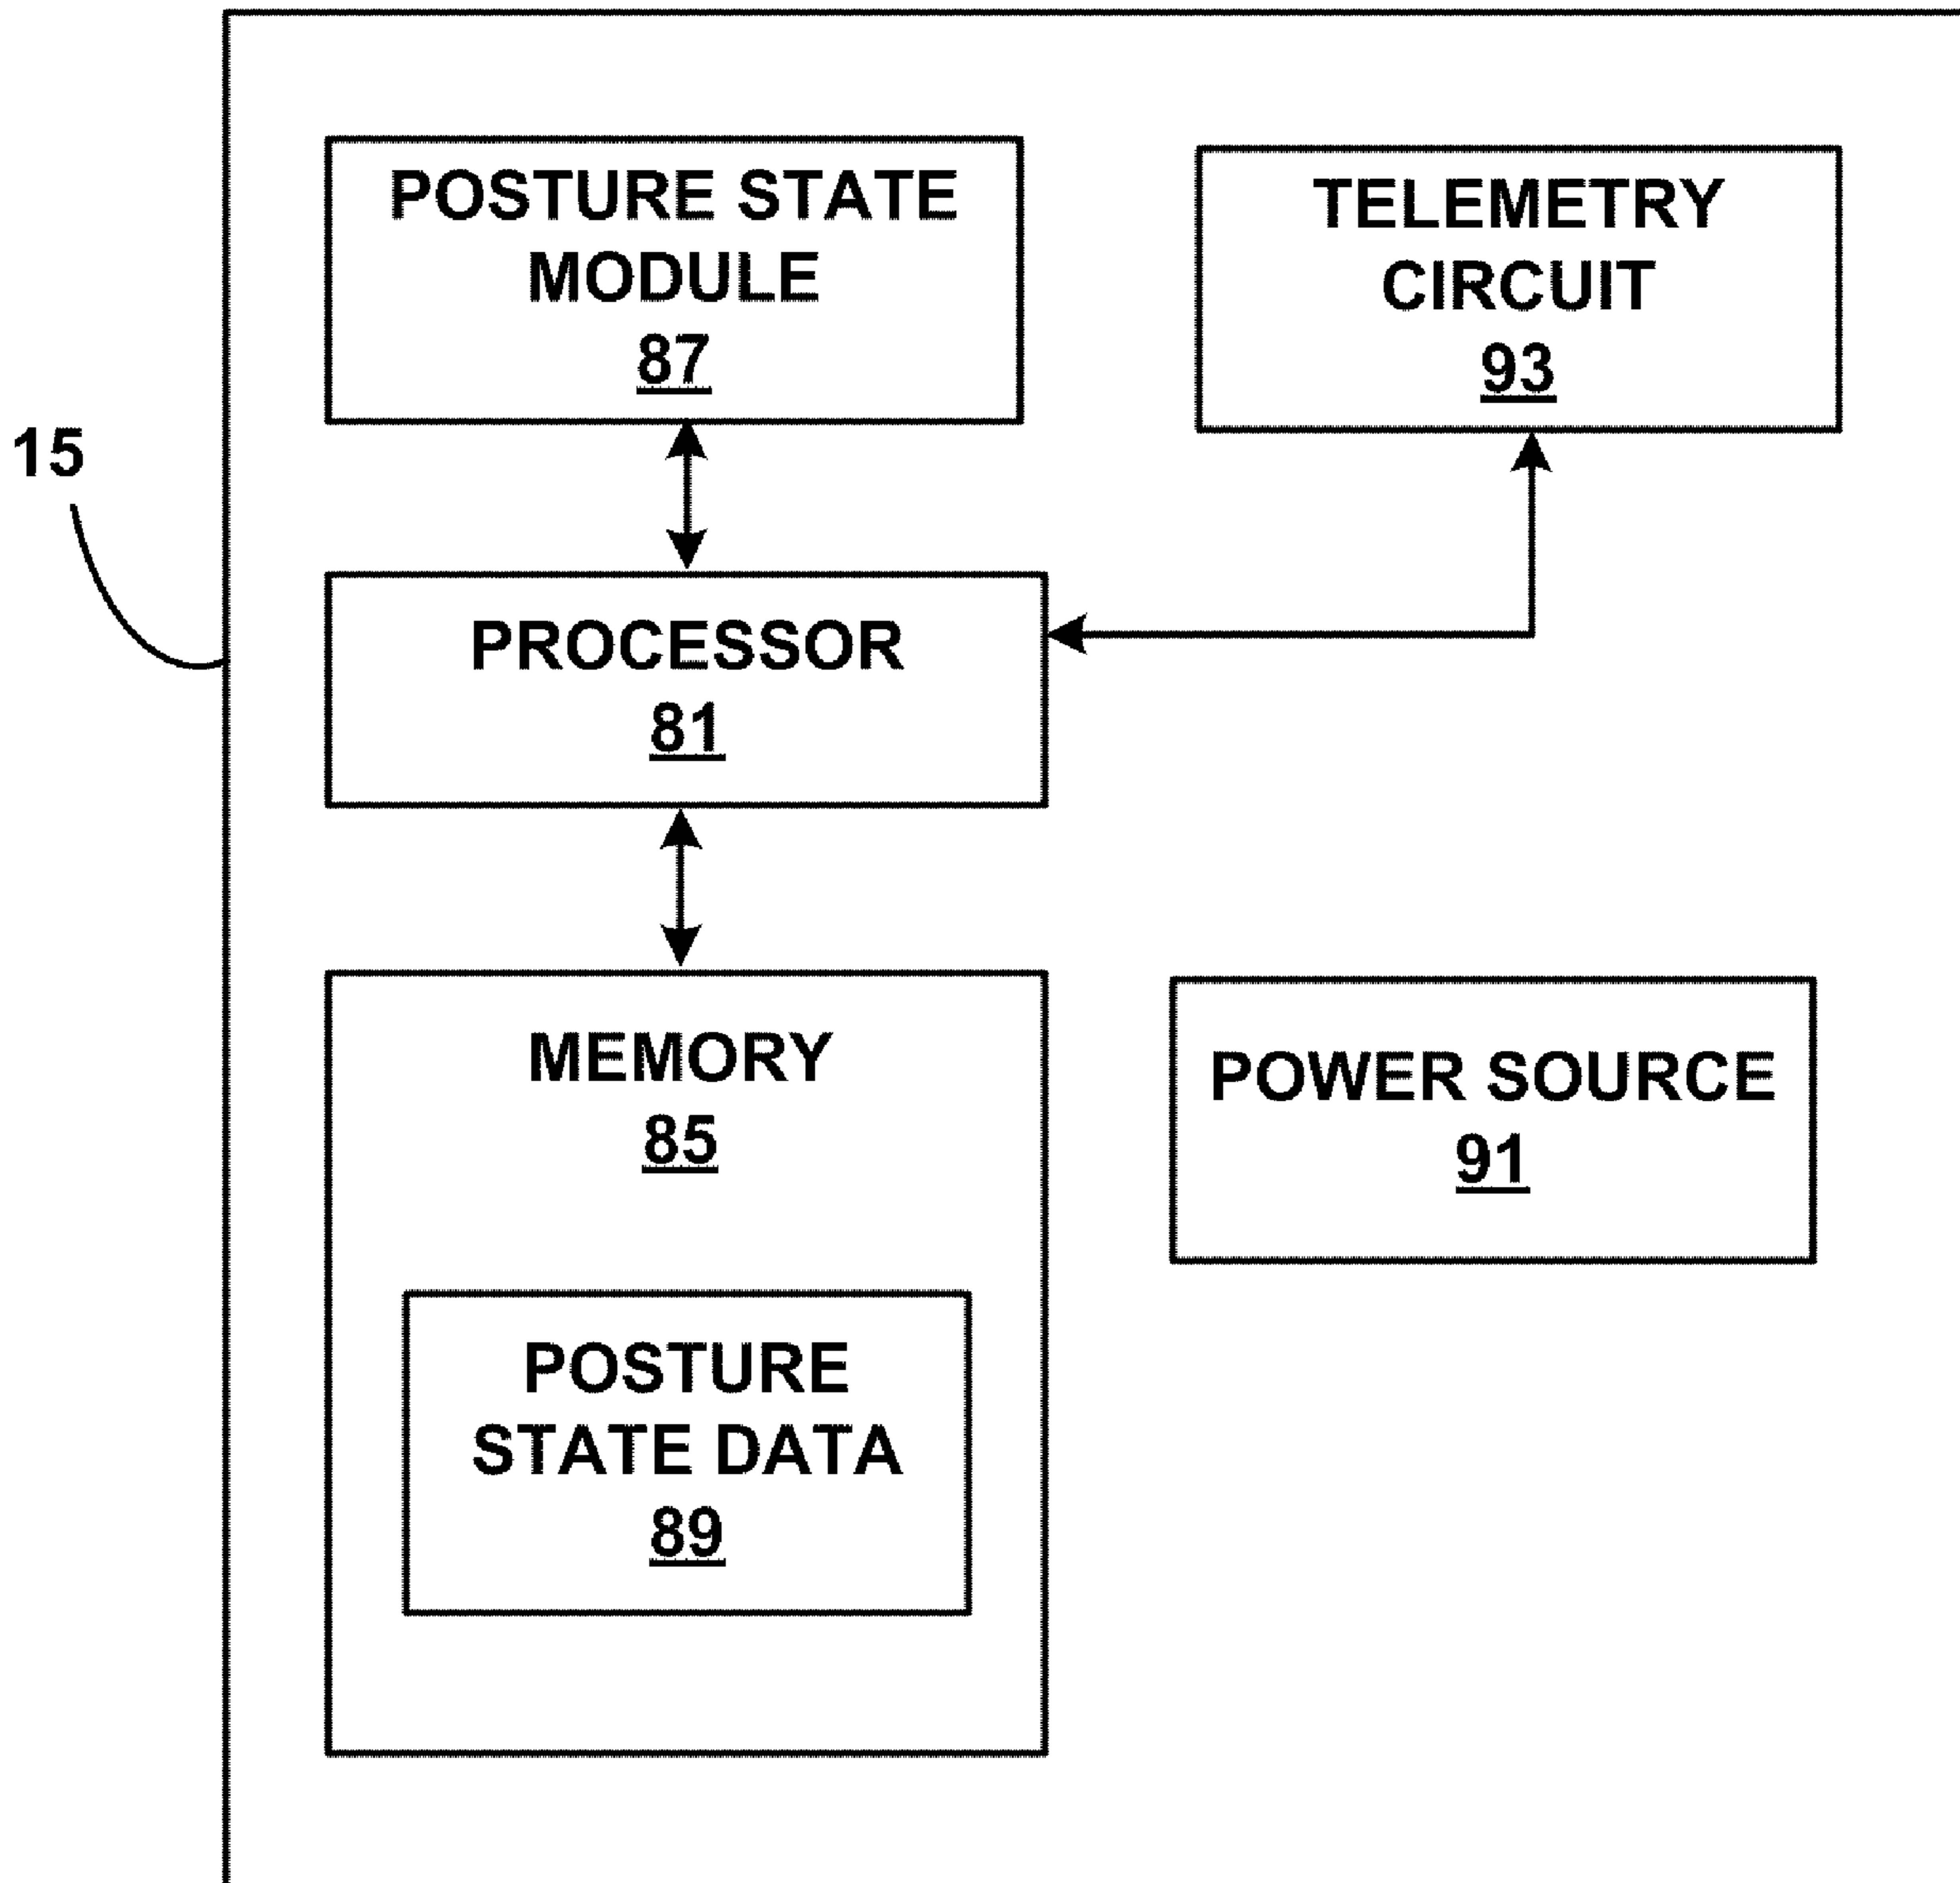 POSTURE STATE
MODULE
87
TELEMETRY
CIRCUIT
93
15
PROCESSOR
81
MEMORY
85
POWER SOURCE
91
POSTURE
STATE DATA
89